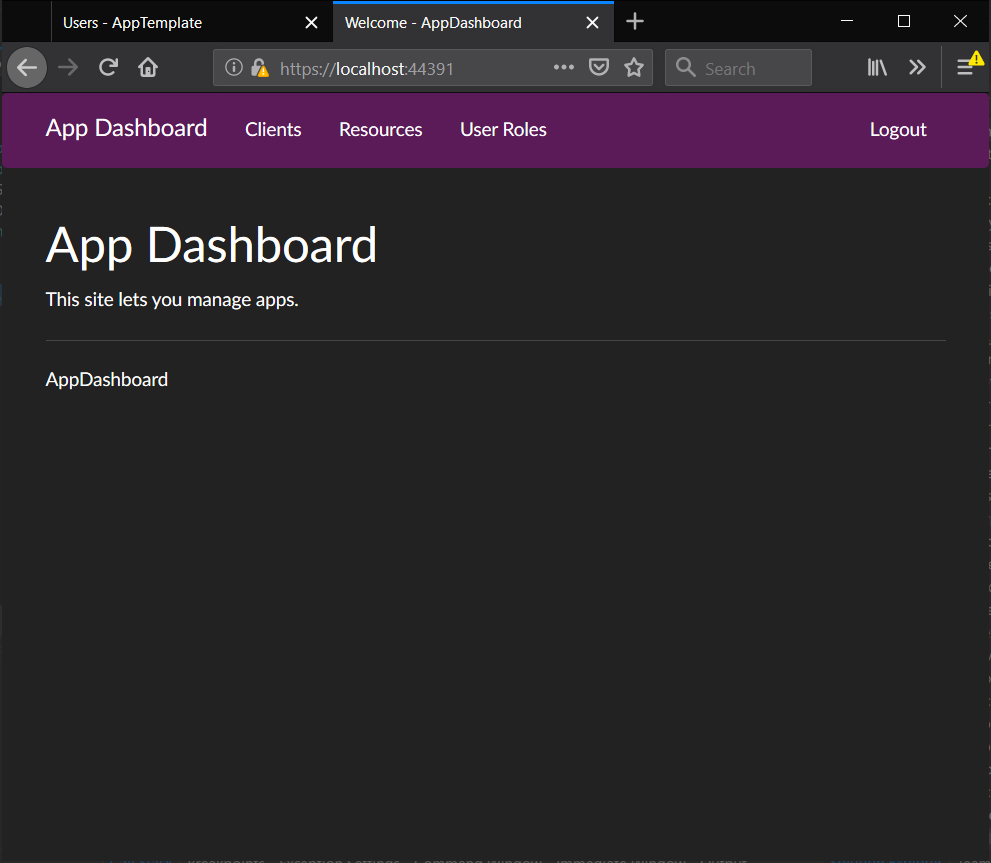 Users - AppTemplate
Welcome - AppDashboard
https://localhost:44391
Search
App Dashboard
Clients
Resources
User Roles
Logout
App Dashboard
This site lets you manage apps.
AppDashboard